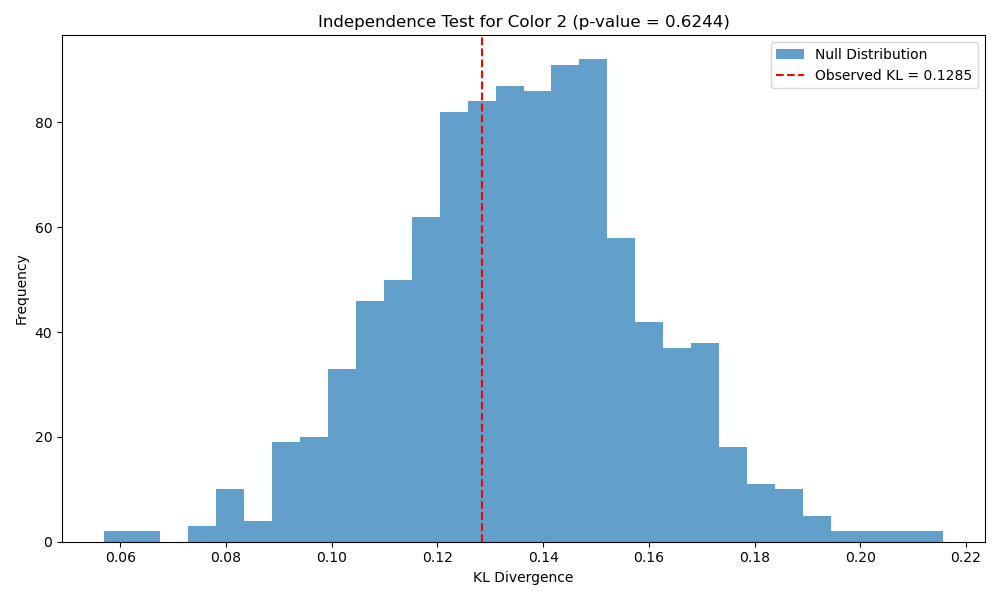 Independence Test for Color 2 (p-value = 0.6244)
Null Distribution
Observed KL = 0.1285
Frequency
80
60
40
20
0
0.06 0.08 0.10 0.12 0.14 0.16 0.18 0.20 0.22
KL Divergence